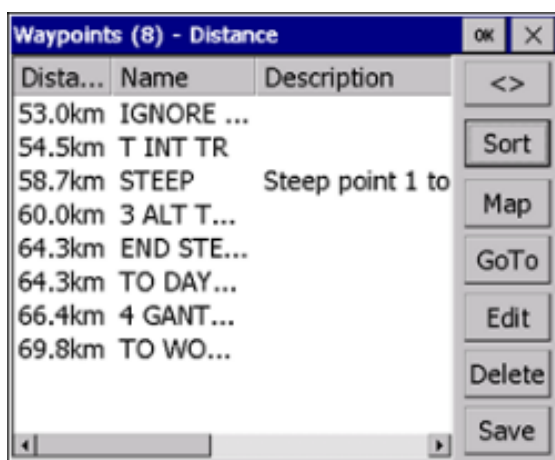 Waypoints (8) - Distance OK
Dista... Name Description
53.0km IGNORE ...
54.5km T INT TR
58.7km STEEP Steep point 1 to
60.0km 3 ALT T...
64.3km END STE...
64.3km TO DAY...
66.4km 4 GANT...
69.8km TO WO...
<>
Sort
Map
GoTo
Edit
Delete
Save